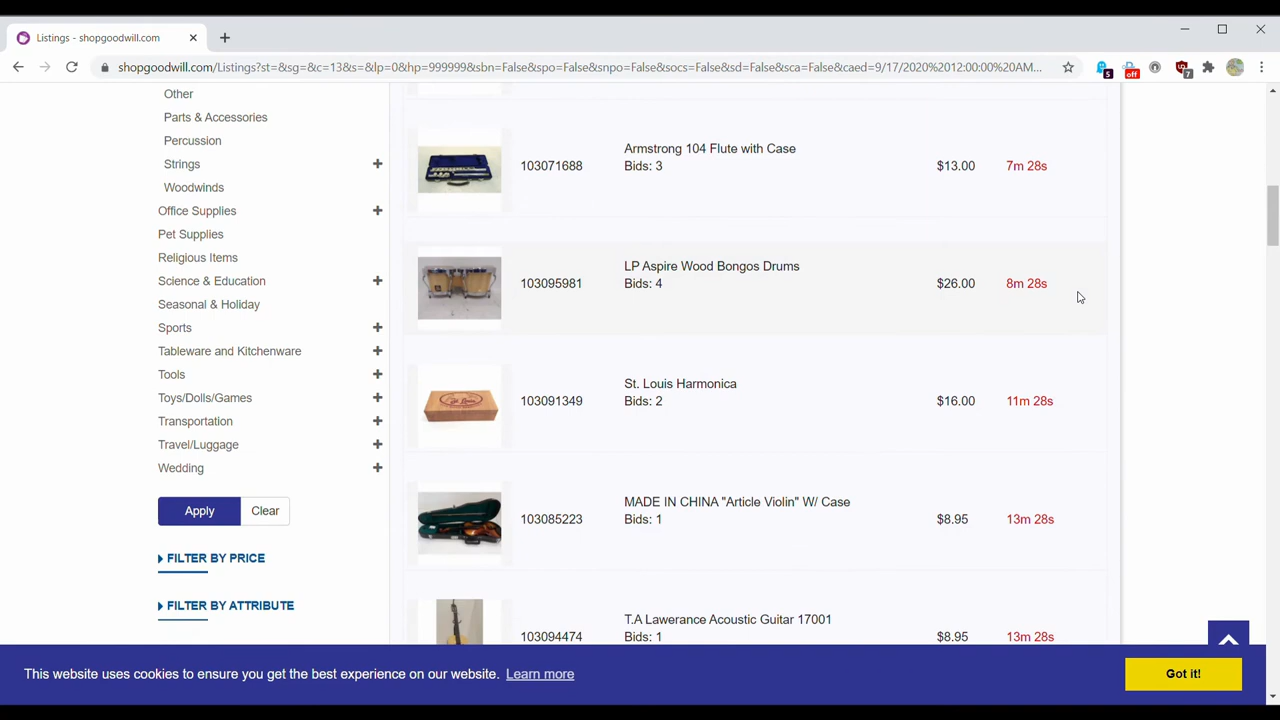 Listings - shopgoodwill.com
shopgoodwill.com/Listings?st=&sg=&c=13&s=&lp=0&hp=999999&sbn=False&spo=False&snpo=False&socs=False&sd=False&sca=False&caed=9/17/2020%2012:00:00%20AM...
5
off
7
Other
Parts & Accessories
Percussion
Strings
Woodwinds
Office Supplies
Pet Supplies
Religious Items
Science & Education
Seasonal & Holiday
Sports
Tableware and Kitchenware
Tools
Toys/Dolls/Games
Transportation
Travel/Luggage
Wedding
Apply
Clear
FILTER BY PRICE
FILTER BY ATTRIBUTE
103071688
Armstrong 104 Flute with Case
Bids: 3
$13.00
7m 28s
103095981
LP Aspire Wood Bongos Drums
Bids: 4
$26.00
8m 28s
103091349
St. Louis Harmonica
Bids: 2
$16.00
11m 28s
103085223
MADE IN CHINA "Article Violin" W/ Case
Bids: 1
$8.95
13m 28s
103094474
T.A Lawerance Acoustic Guitar 17001
Bids: 1
$8.95
13m 28s
This website uses cookies to ensure you get the best experience on our website. Learn more
Got it!